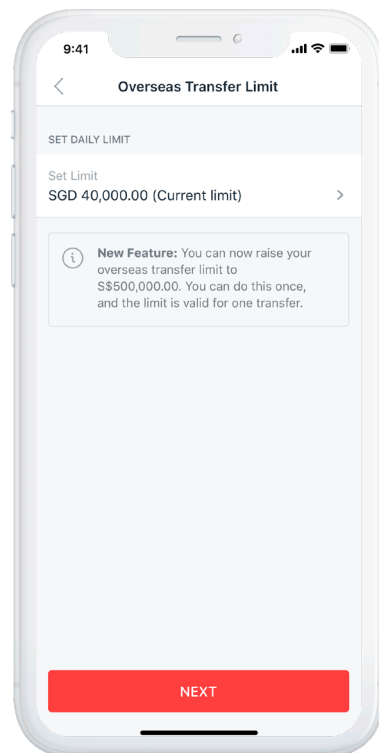 9:41
Overseas Transfer Limit
SET DAILY LIMIT
Set Limit
SGD 40,000.00 (Current limit)
New Feature: You can now raise your
overseas transfer limit to
S$500,000.00. You can do this once,
and the limit is valid for one transfer.
NEXT